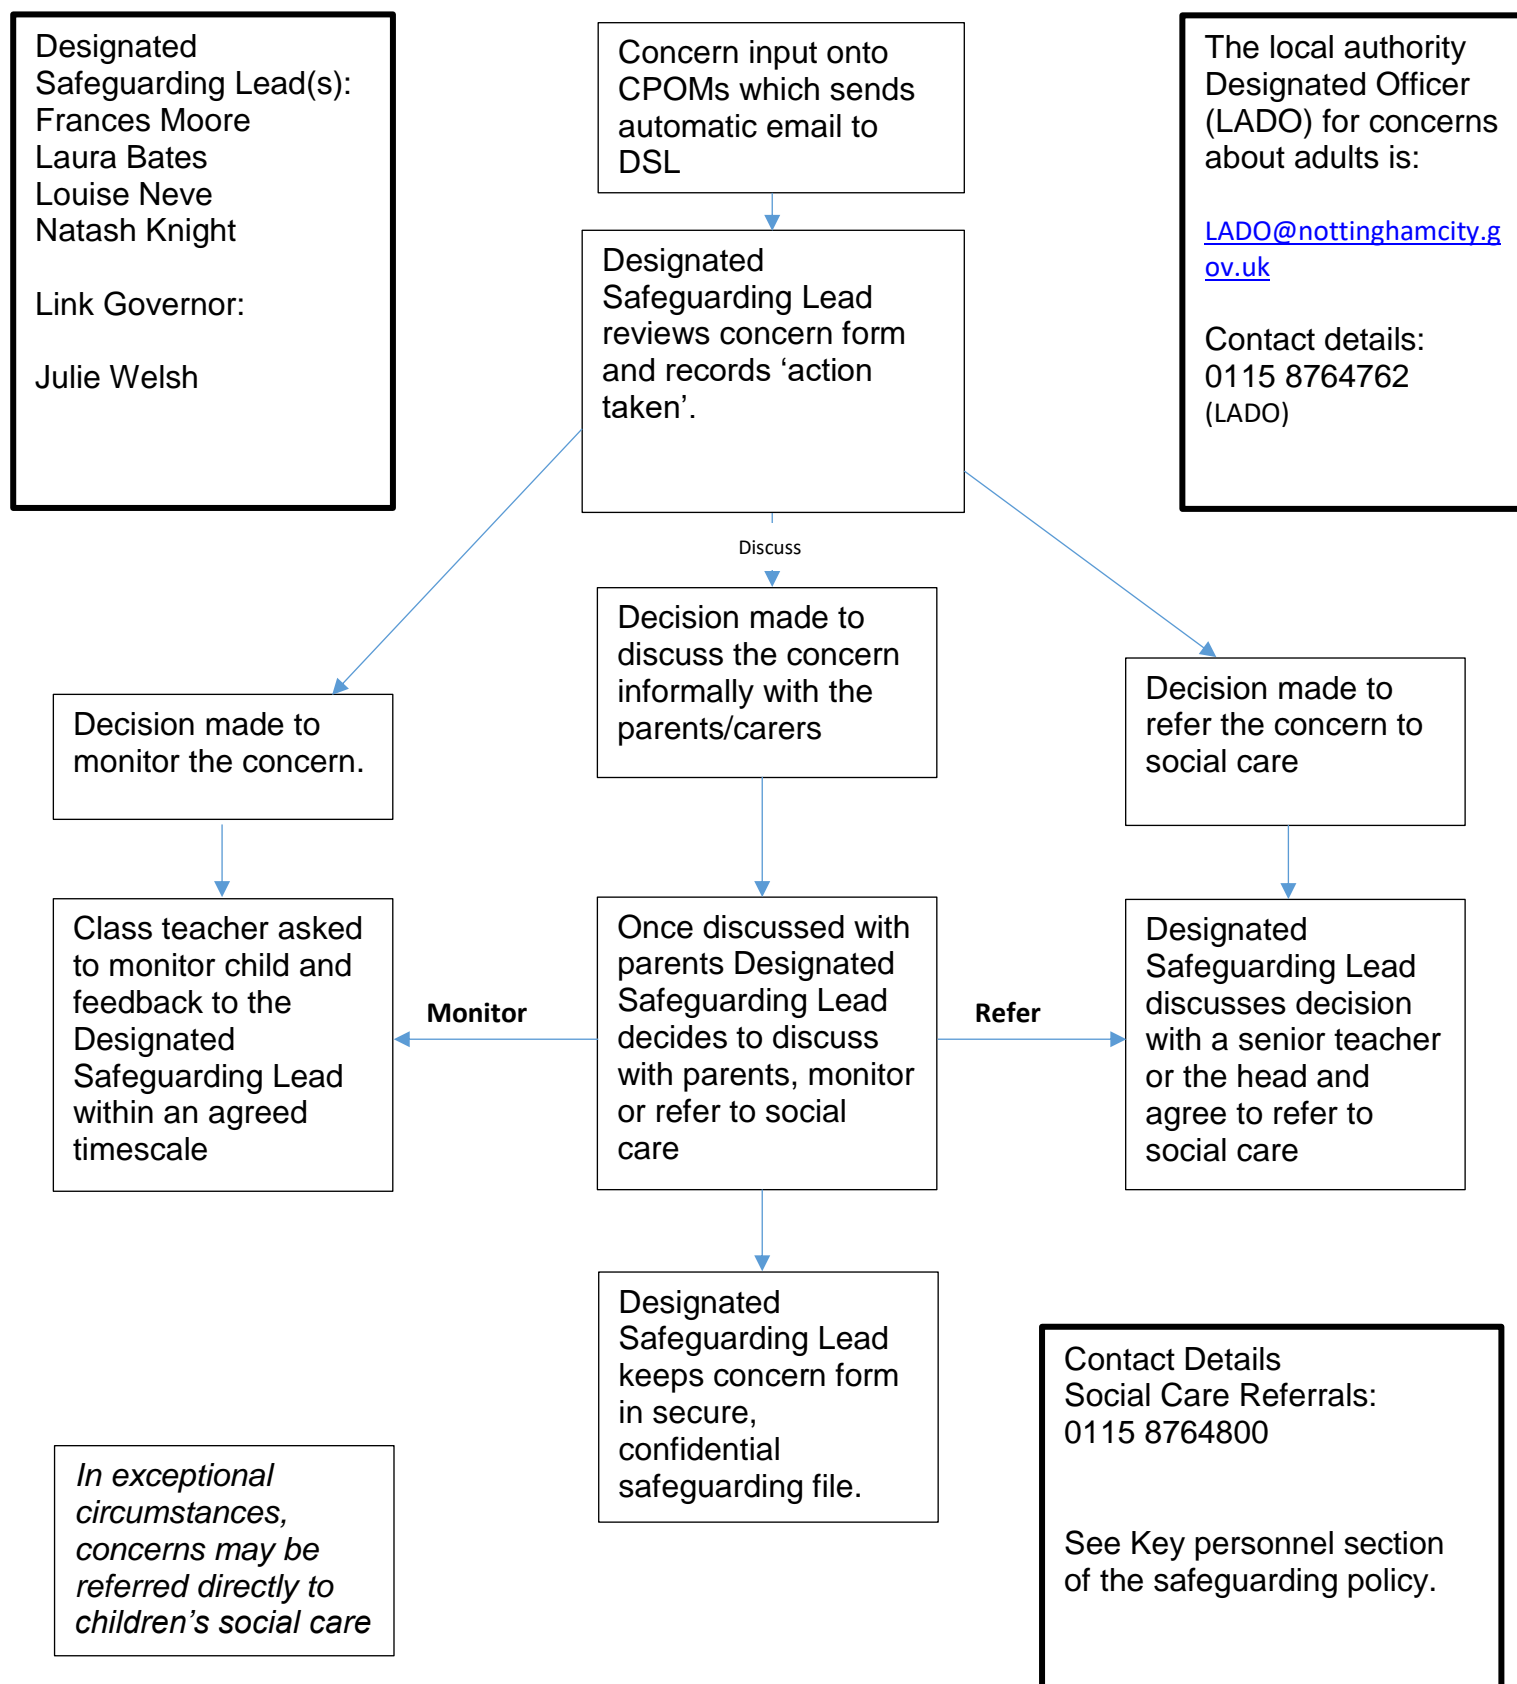 Designated
Safeguarding Lead(s):
Frances Moore
Laura Bates
Louise Neve
Natash Knight
Link Governor:
Julie Welsh
Concern input onto
CPOMs which sends
automatic email to
DSL
The local authority
Designated Officer
(LADO) for concerns
about adults is:
LADO@nottinghamcity.g
ov.uk
Contact details:
0115 8764762
(LADO)
Designated
Safeguarding Lead
reviews concern form
and records ‘action
taken’.
Discuss
Decision made to
monitor the concern.
Decision made to
discuss the concern
informally with the
parents/carers
Decision made to
refer the concern to
social care
Class teacher asked
to monitor child and
feedback to the
Designated
Safeguarding Lead
within an agreed
timescale
Monitor
Once discussed with
parents Designated
Safeguarding Lead
decides to discuss
with parents, monitor
or refer to social
care
Refer
Designated
Safeguarding Lead
discusses decision
with a senior teacher
or the head and
agree to refer to
social care
Designated
Safeguarding Lead
keeps concern form
in secure,
confidential
safeguarding file.
In exceptional
circumstances,
concerns may be
referred directly to
children’s social care
Contact Details
Social Care Referrals:
0115 8764800
See Key personnel section
of the safeguarding policy.